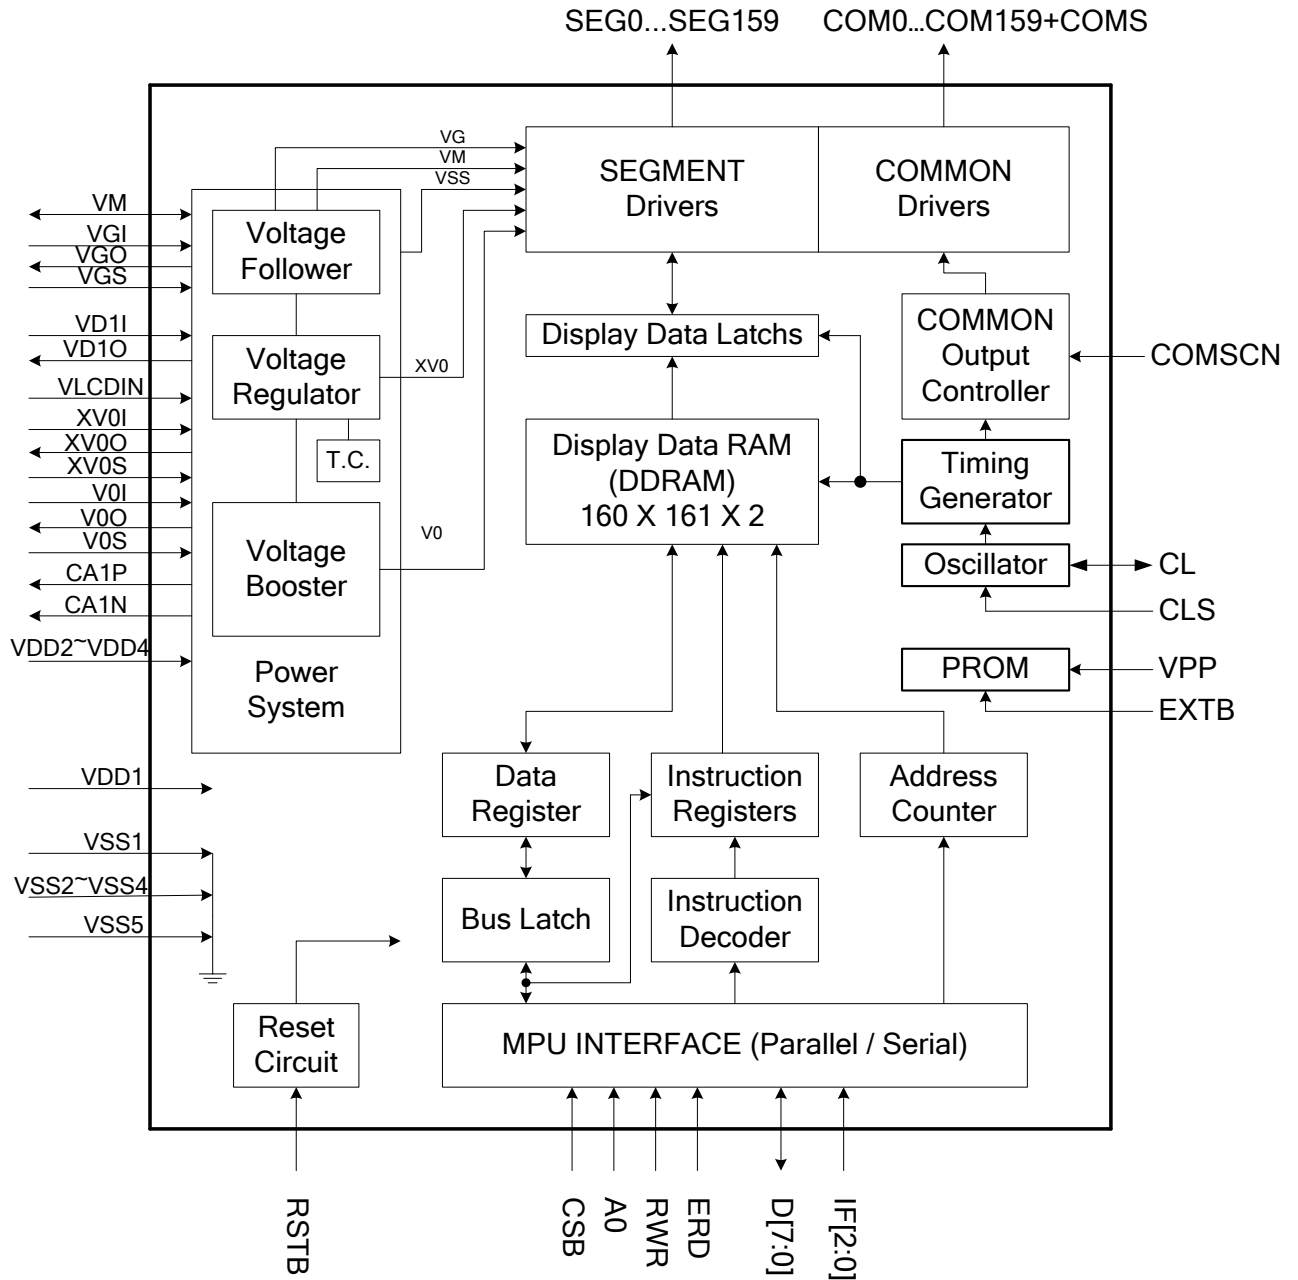 SEG0...SEG159
COM0...COM159+COMS
VG
VM
VSS
SEGMENT
Drivers
COMMON
Drivers
VM
VGI
VGO
VGS
VD1I
VD1O
VLCDIN
XV0I
XV0O
XV0S
V0I
V0O
V0S
CA1P
CA1N
VDD2~VDD4
Voltage
Follower
Voltage
Regulator
T.C.
Voltage
Booster
Power
System
XV0
V0
Display Data Latchs
Display Data RAM
(DDRAM)
160 X 161 X 2
COMMON
Output
Controller
COMSCN
Timing
Generator
Oscillator
CL
CLS
PROM
VPP
EXTB
VDD1
VSS1
VSS2~VSS4
VSS5
Data
Register
Instruction
Registers
Address
Counter
Bus Latch
Instruction
Decoder
Reset
Circuit
MPU INTERFACE (Parallel / Serial)
RSTB
CSB
A0
RWR
ERD
D[7:0]
IF[2:0]